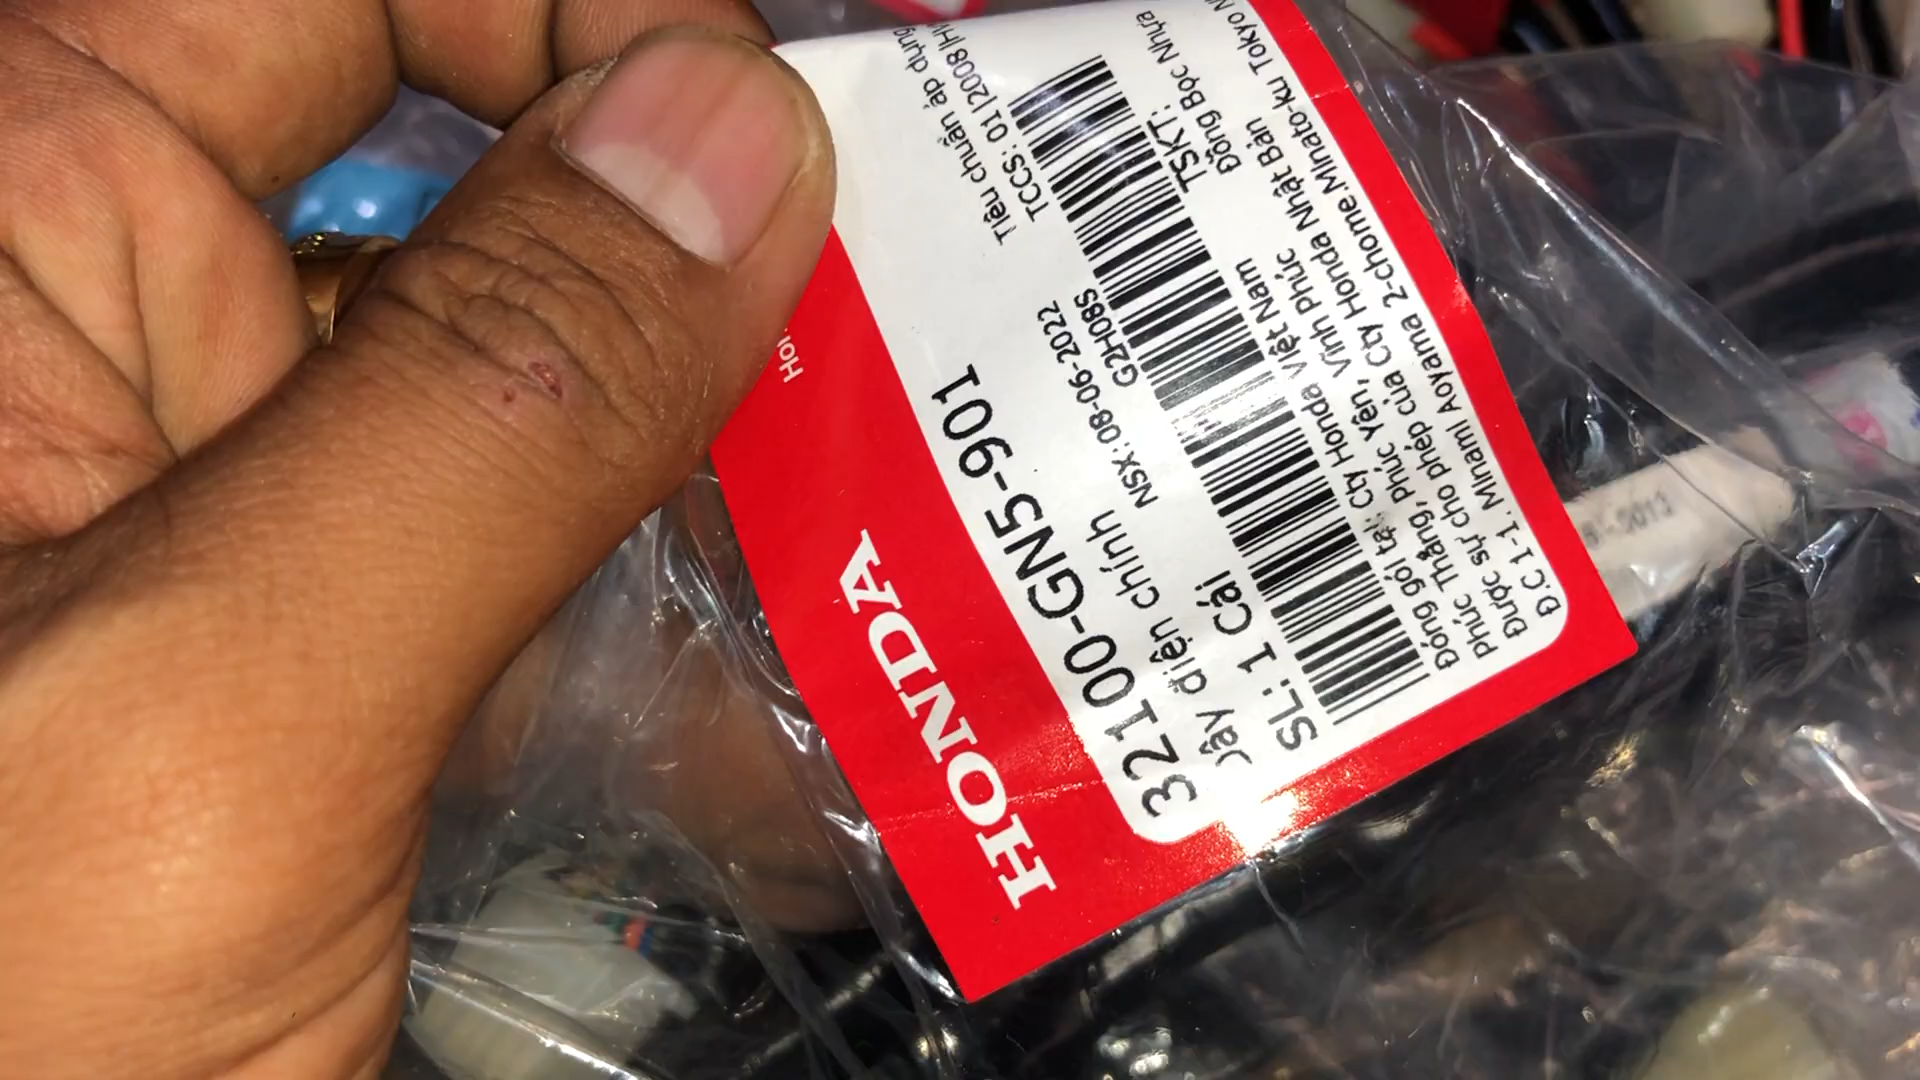 HONDA
32100-GN5-901
Dây điện chính
NSX: 08-06-2022
Tiêu chuẩn áp dụng
SL: 1 Cái
G2H08S
TCCS: 01|2008|
TSKT:
Đồng Bọc Nhựa
Đóng gói tại: Cty Honda Việt Nam
Phúc Thắng, Phúc Yên, Vĩnh Phúc
Được sự cho phép của Cty Honda Nhật Bản
Đ.C 1-1. Minami Aoyama 2-chome.Minato-ku Tokyo